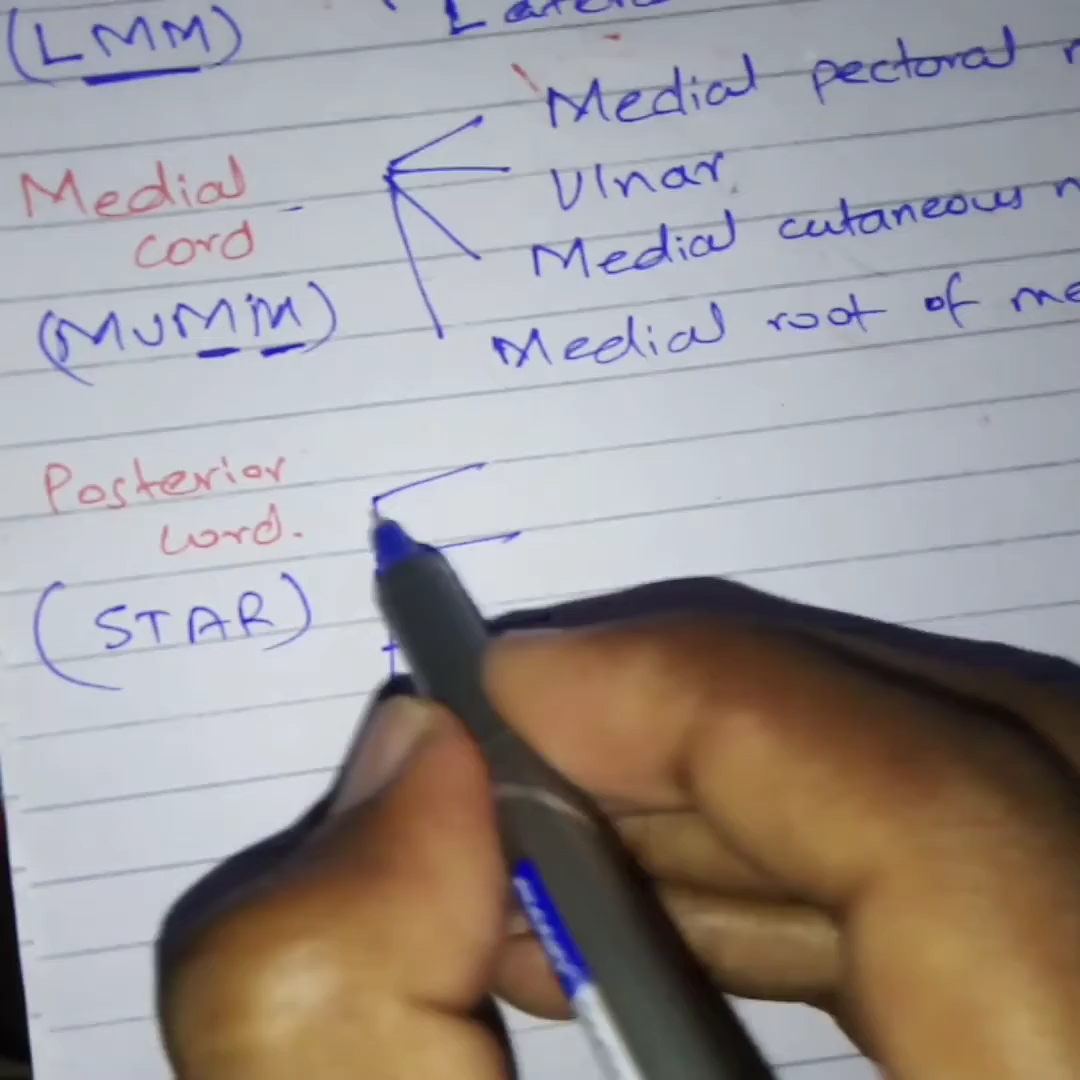 (LMM)
Medial pectoral
Medial
cord
Ulnar
Medial cutaneous
(MUMM)
Medial root of
Posterior
cord.
(STAR)